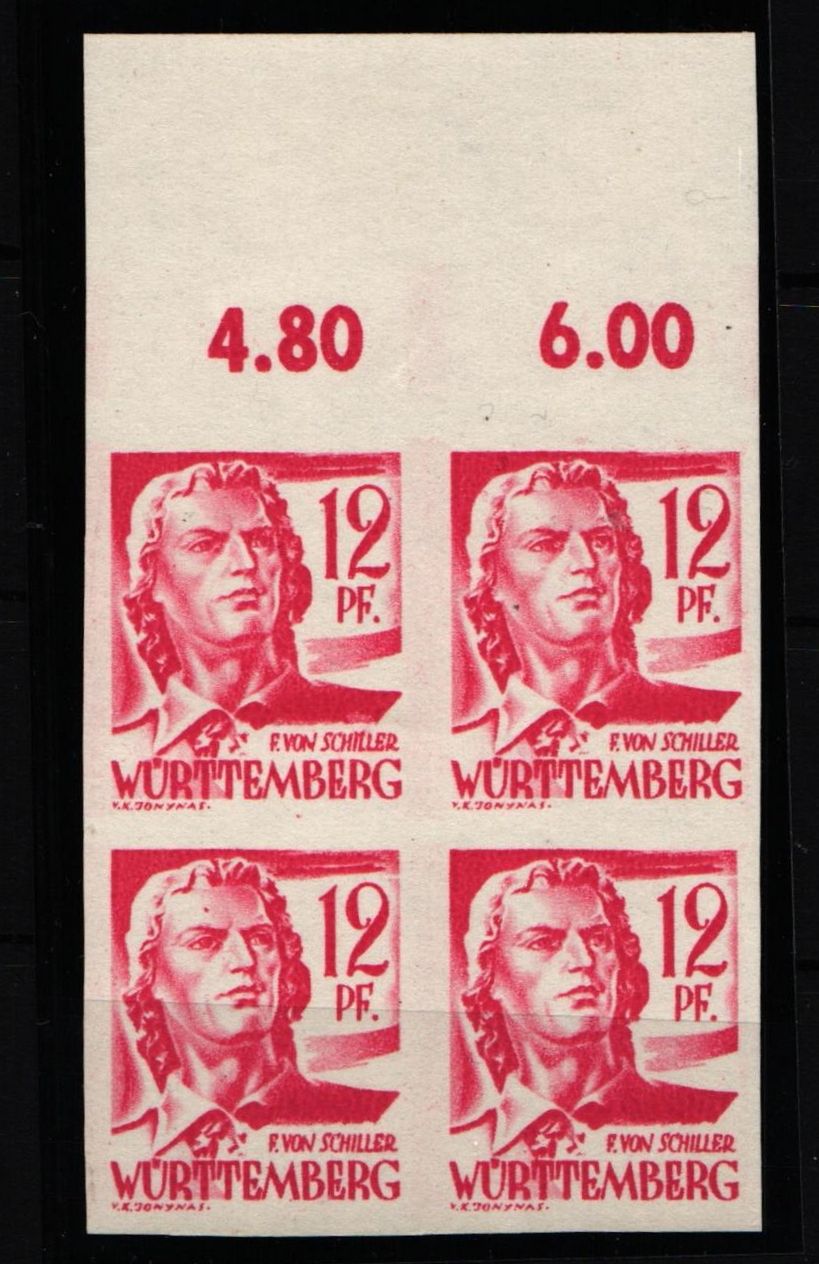 4.80 6.00
12 12
PF. PF.
F. VON SCHILLER F. VON SCHILLER
WÜRTTEMBERG WÜRTTEMBERG
V.K.JONYNAS. V.K.JONYNAS.
12 12
PF. PF.
F. VON SCHILLER F. VON SCHILLER
WÜRTTEMBERG WÜRTTEMBERG
V.K.JONYNAS. V.K.JONYNAS.